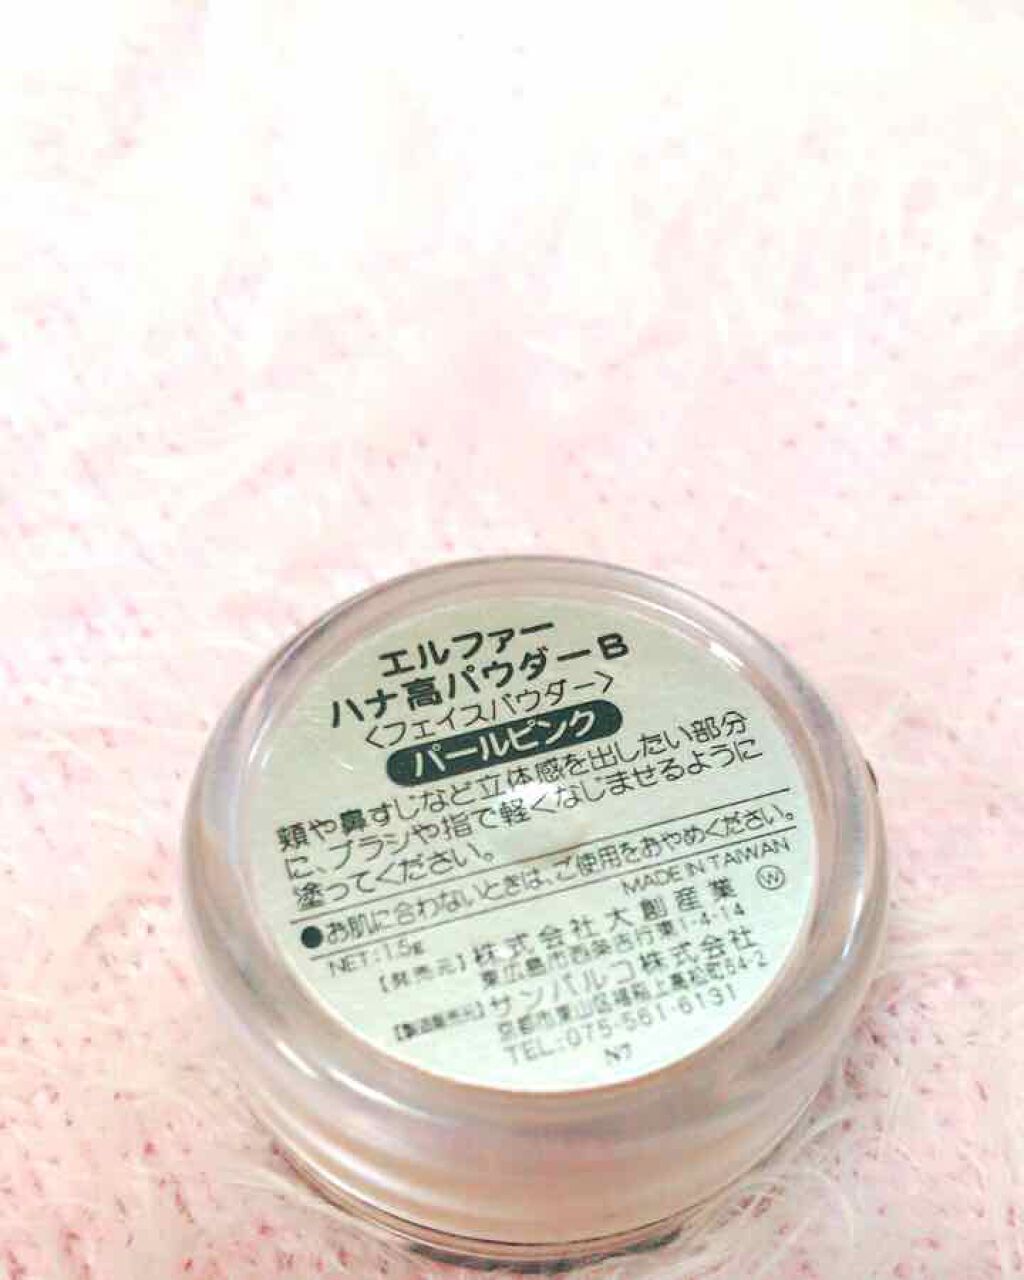 エルファー
ハナ高パウダーB
<フェイスパウダー>
パールピンク
頬や鼻すじなど立体感を出したい部分
に、ブラシや指で軽くなじませるように
塗ってください。
●お肌に合わないときは、ご使用をおやめください。
MADE IN TAIWAN
NET:1.5g
W
【発売元】株式会社大創産業
東広島市西条吉行東1-4-14
【製造販売元】サンパルコ株式会社
京都市東山区福稲上高松町64-2
TEL:075-561-6131
N7